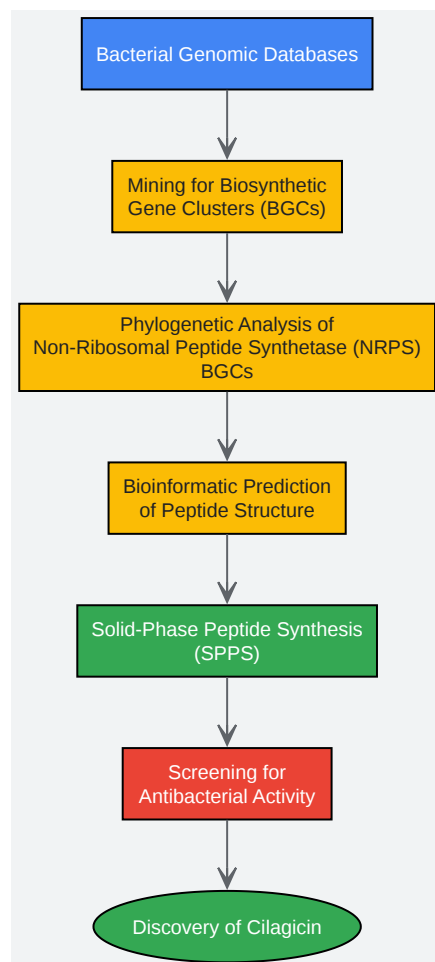 Bacterial Genomic Databases
Mining for Biosynthetic
Gene Clusters (BGCs)
Phylogenetic Analysis of
Non-Ribosomal Peptide Synthetase (NRPS)
BGCs
Bioinformatic Prediction
of Peptide Structure
Solid-Phase Peptide Synthesis
(SPPS)
Screening for
Antibacterial Activity
Discovery of Cilagicin